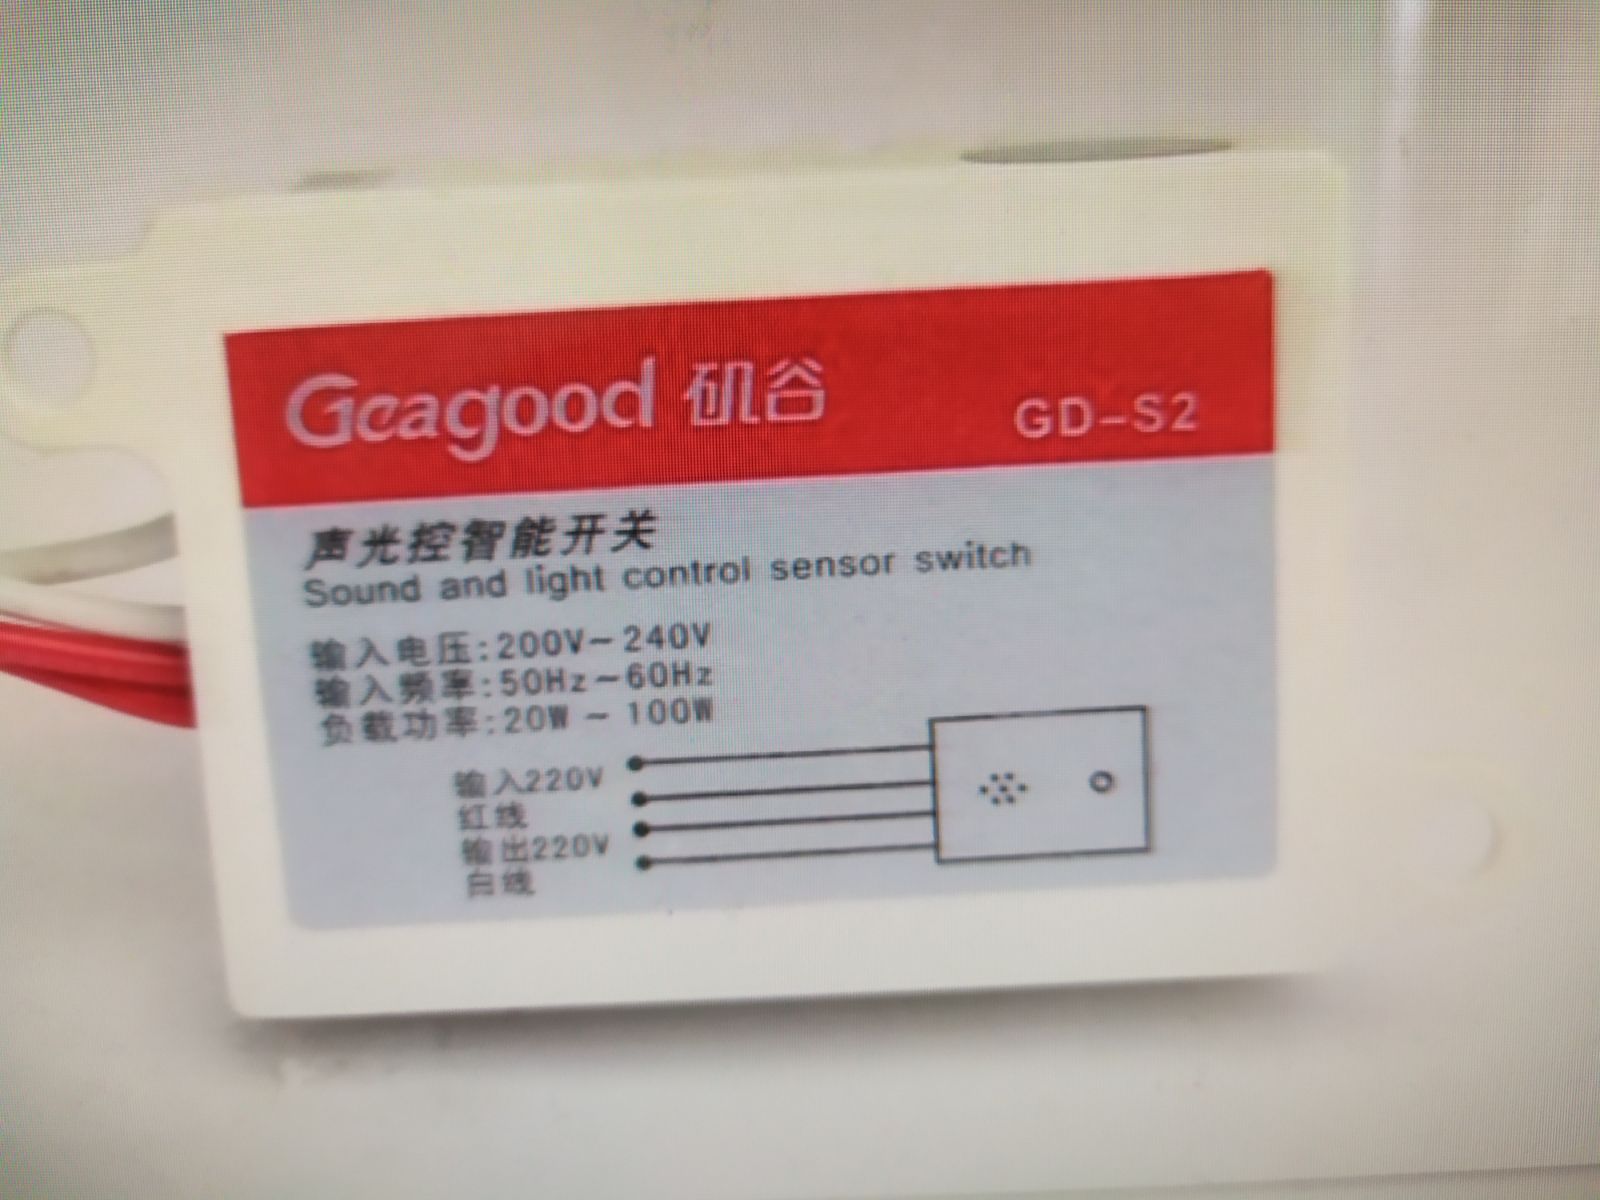 Geagood 矶谷
GD-S2
声光控智能开关
Sound and light control sensor switch
输入电压:200V~240V
输入频率:50Hz~60Hz
负载功率:20W ~ 100W
输入220V
红线
输出220V
白线